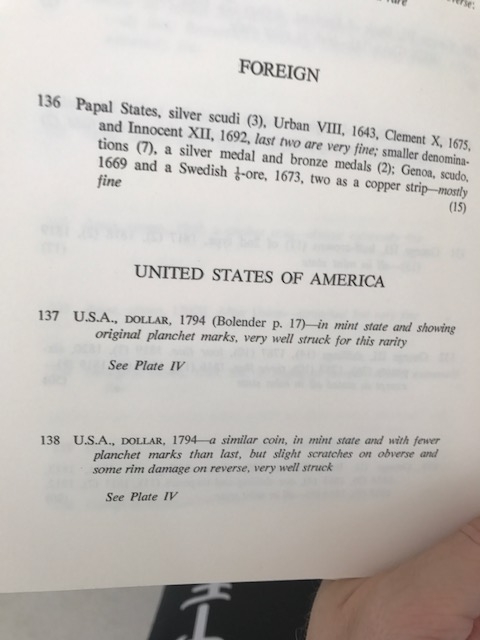 FOREIGN
136 Papal States, silver scudi (3), Urban VIII, 1643, Clement X, 1675,
and Innocent XII, 1692, last two are very fine; smaller denomina-
tions (7), a silver medal and bronze medals (2); Genoa, scudo,
1669 and a Swedish ⅙-ore, 1673, two as a copper strip—mostly
fine (15)
UNITED STATES OF AMERICA
137 U.S.A., DOLLAR, 1794 (Bolender p. 17)—in mint state and showing
original planchet marks, very well struck for this rarity
See Plate IV
138 U.S.A., DOLLAR, 1794—a similar coin, in mint state and with fewer
planchet marks than last, but slight scratches on obverse and
some rim damage on reverse, very well struck
See Plate IV